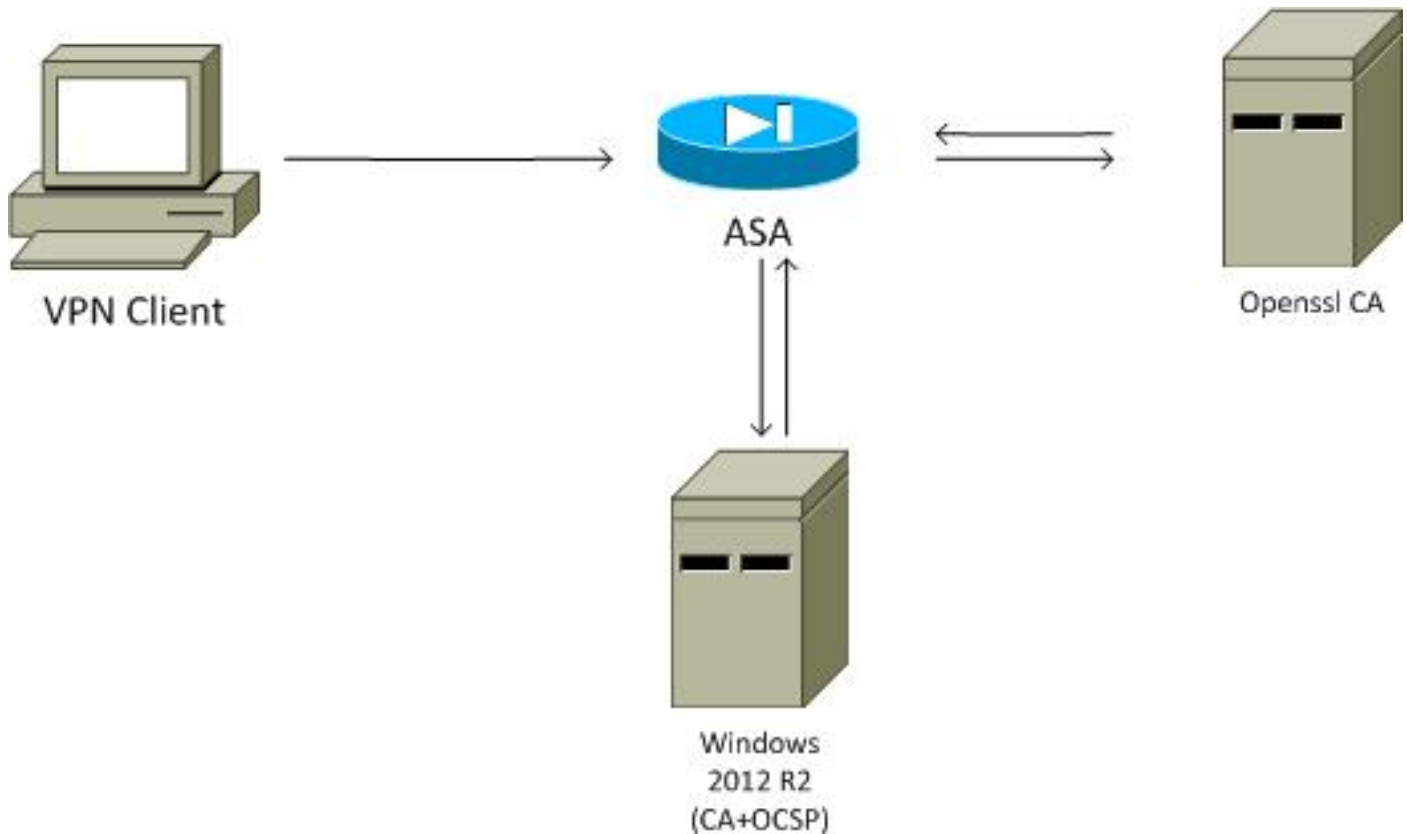 ASA
VPN Client
Openssl CA
Windows
2012 R2
(CA+OCSP)